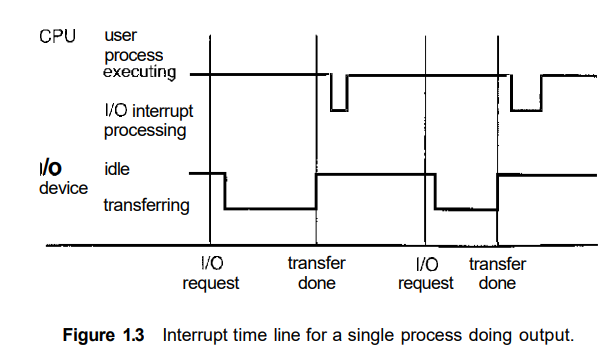 CPU user
process
executing
I/O interrupt
processing
I/o idle
device
transferring
I/O transfer I/O transfer
request done request done
Figure 1.3 Interrupt time line for a single process doing output.